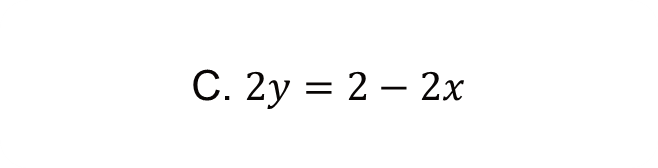 C. 2𝑦 = 2 − 2𝑥